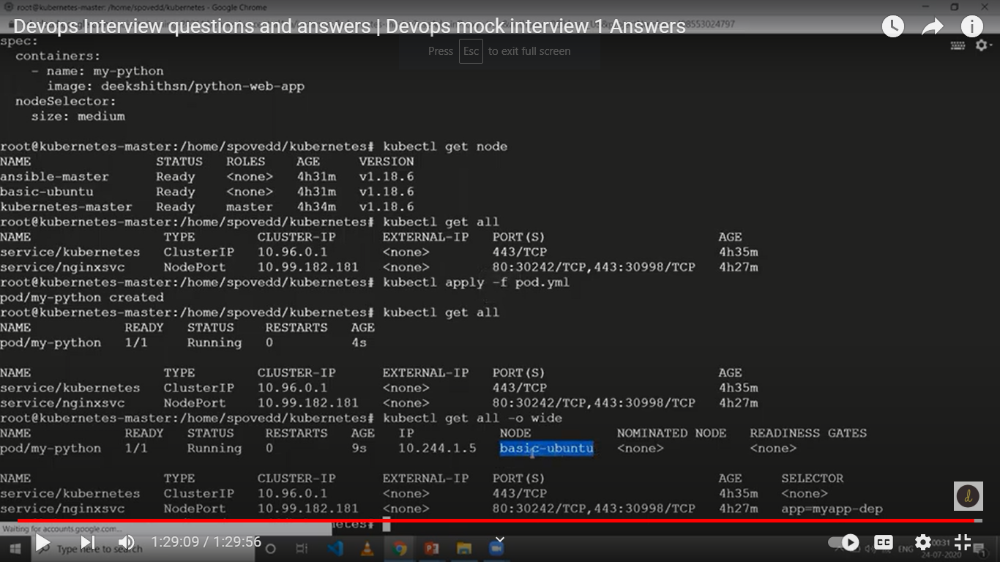 root@kubernetes-master: /home/spovedd/kubernetes - Google Chrome
Devops Interview questions and answers | Devops mock interview 1 Answers
8553024797
spec:
Press Esc to exit full screen
containers:
- name: my-python
image: deekshithsn/python-web-app
nodeSelector:
size: medium
root@kubernetes-master:/home/spovedd/kubernetes# kubectl get node
NAME STATUS ROLES AGE VERSION
ansible-master Ready <none> 4h31m v1.18.6
basic-ubuntu Ready <none> 4h31m v1.18.6
kubernetes-master Ready master 4h34m v1.18.6
root@kubernetes-master:/home/spovedd/kubernetes# kubectl get all
NAME TYPE CLUSTER-IP EXTERNAL-IP PORT(S) AGE
service/kubernetes ClusterIP 10.96.0.1 <none> 443/TCP 4h35m
service/nginxsvc NodePort 10.99.182.181 <none> 80:30242/TCP,443:30998/TCP 4h27m
root@kubernetes-master:/home/spovedd/kubernetes# kubectl apply -f pod.yml
pod/my-python created
root@kubernetes-master:/home/spovedd/kubernetes# kubectl get all
NAME READY STATUS RESTARTS AGE
pod/my-python 1/1 Running 0 4s
NAME TYPE CLUSTER-IP EXTERNAL-IP PORT(S) AGE
service/kubernetes ClusterIP 10.96.0.1 <none> 443/TCP 4h35m
service/nginxsvc NodePort 10.99.182.181 <none> 80:30242/TCP,443:30998/TCP 4h27m
root@kubernetes-master:/home/spovedd/kubernetes# kubectl get all -o wide
NAME READY STATUS RESTARTS AGE IP NODE NOMINATED NODE READINESS GATES
pod/my-python 1/1 Running 0 9s 10.244.1.5 basic-ubuntu <none> <none>
NAME TYPE CLUSTER-IP EXTERNAL-IP PORT(S) AGE SELECTOR
service/kubernetes ClusterIP 10.96.0.1 <none> 443/TCP 4h35m <none>
service/nginxsvc NodePort 10.99.182.181 <none> 80:30242/TCP,443:30998/TCP 4h27m app=myapp-dep
Waiting for accounts.google.com...
netes#
1:29:09 / 1:29:56
Type here to search
CC
ENG
00:31
24-07-2020